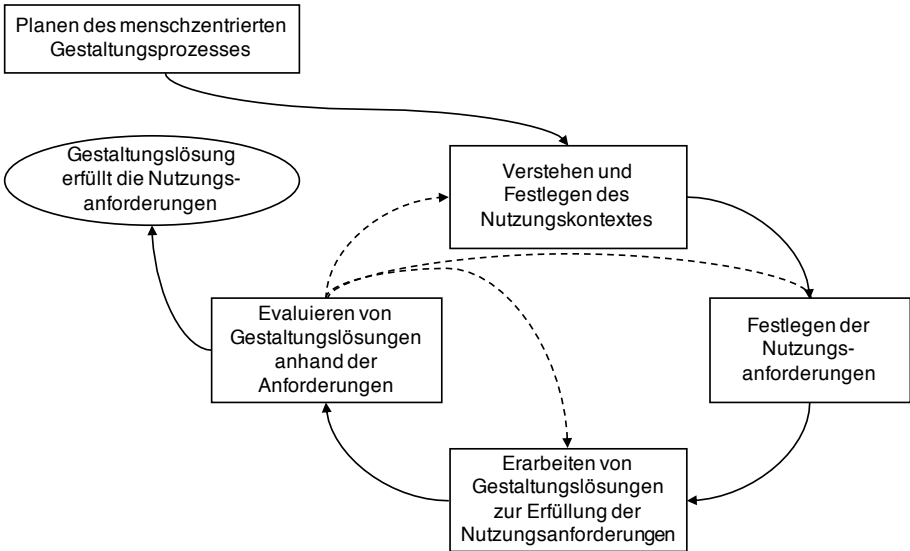 Planen des menschzentrierten
Gestaltungsprozesses
Gestaltungslösung
erfüllt die Nutzungs-
anforderungen
Verstehen und
Festlegen des
Nutzungskontextes
Evaluieren von
Gestaltungslösungen
anhand der
Anforderungen
Festlegen der
Nutzungs-
anforderungen
Erarbeiten von
Gestaltungslösungen
zur Erfüllung der
Nutzungsanforderungen